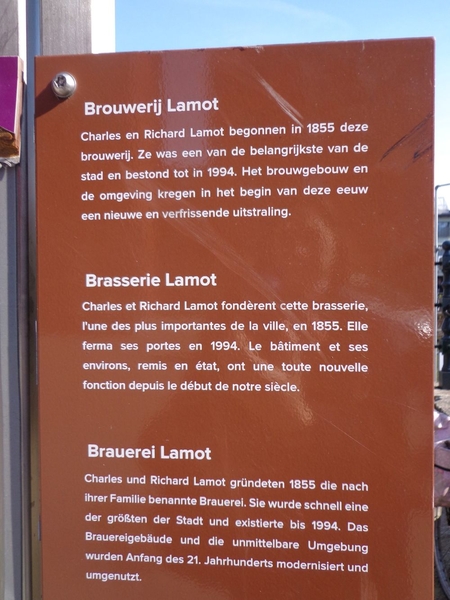 Brouwerij Lamot
Charles en Richard Lamot begonnen in 1855 deze
brouwerij. Ze was een van de belangrijkste van de
stad en bestond tot in 1994. Het brouwgebouw en
de omgeving kregen in het begin van deze eeuw
een nieuwe en verfrissende uitstraling.
Brasserie Lamot
Charles et Richard Lamot fondèrent cette brasserie,
l'une des plus importantes de la ville, en 1855. Elle
ferma ses portes en 1994. Le bâtiment et ses
environs, remis en état, ont une toute nouvelle
fonction depuis le début de notre siècle.
Brauerei Lamot
Charles und Richard Lamot gründeten 1855 die nach
ihrer Familie benannte Brauerei. Sie wurde schnell eine
der größten der Stadt und existierte bis 1994. Das
Brauereigebäude und die unmittelbare Umgebung
wurden Anfang des 21. Jahrhunderts modernisiert und
umgenutzt.